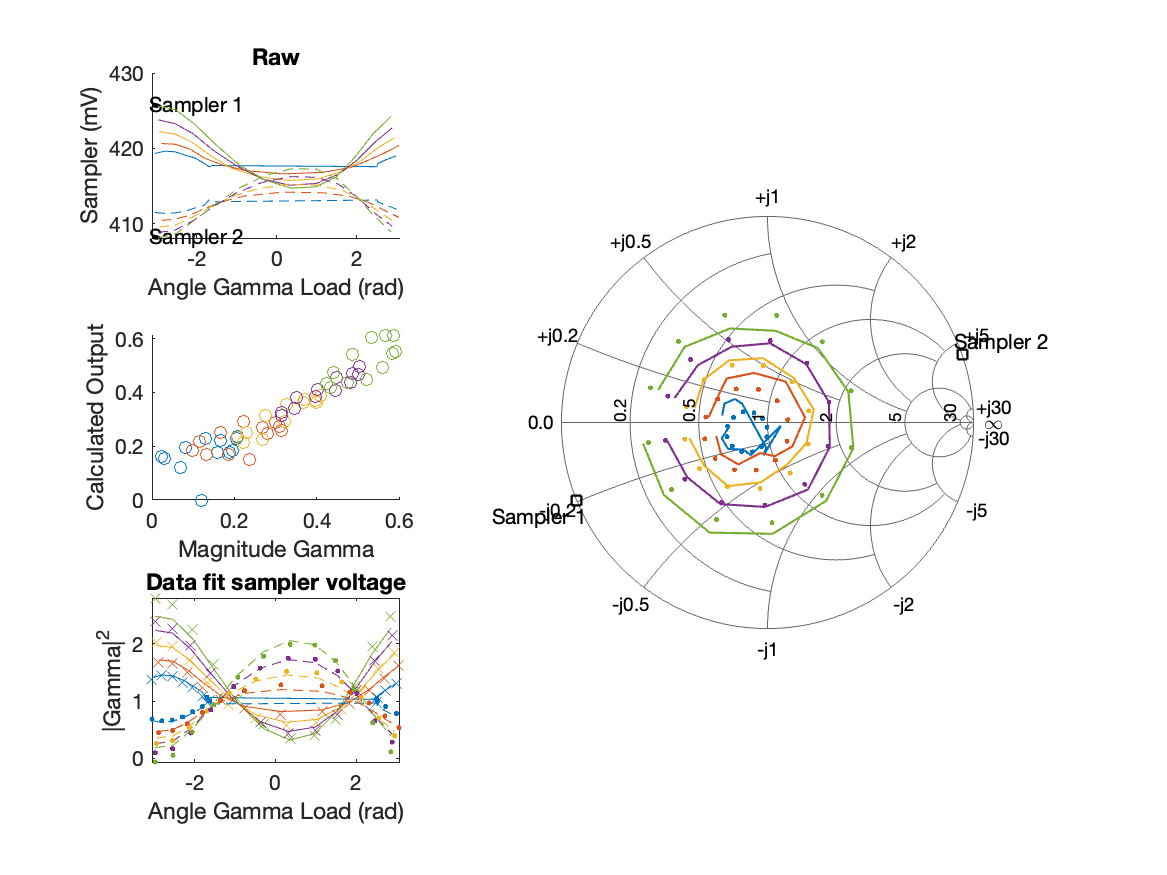 Raw
430
420
410
Sampler (mV)
Sampler 1
Sampler 2
-2
0
2
Angle Gamma Load (rad)
0.6
0.4
0.2
0
Calculated Output
0
0.2
0.4
0.6
Magnitude Gamma
Data fit sampler voltage
2
1
0
|Gamma|²
-2
0
2
Angle Gamma Load (rad)
+j1
+j0.5
+j2
+j0.2
+j5
Sampler 2
0.0
0.2
0.5
1
2
5
30
+j30
∞
-j30
-j0.2
Sampler 1
-j5
-j0.5
-j2
-j1